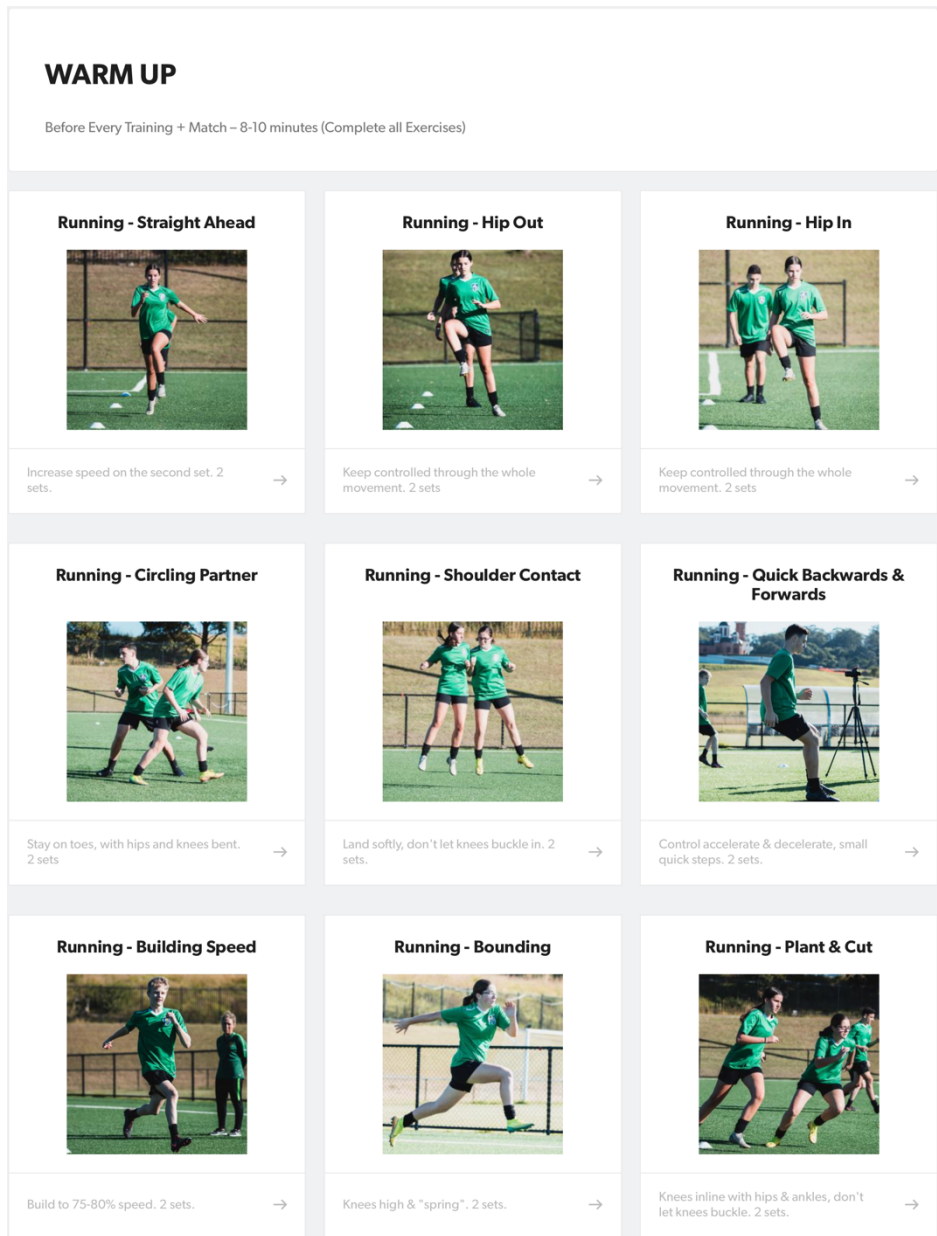 WARM UP
Before Every Training + Match – 8-10 minutes (Complete all Exercises)
Running - Straight Ahead
Increase speed on the second set. 2
sets.
Running - Hip Out
Keep controlled through the whole
movement. 2 sets
Running - Hip In
Keep controlled through the whole
movement. 2 sets
Running - Circling Partner
Stay on toes, with hips and knees bent.
2 sets
Running - Shoulder Contact
Land softly, don't let knees buckle in. 2
sets.
Running - Quick Backwards &
Forwards
Control accelerate & decelerate, small
quick steps. 2 sets.
Running - Building Speed
Build to 75-80% speed. 2 sets.
Running - Bounding
Knees high & "spring". 2 sets.
Running - Plant & Cut
Knees inline with hips & ankles, don't
let knees buckle. 2 sets.